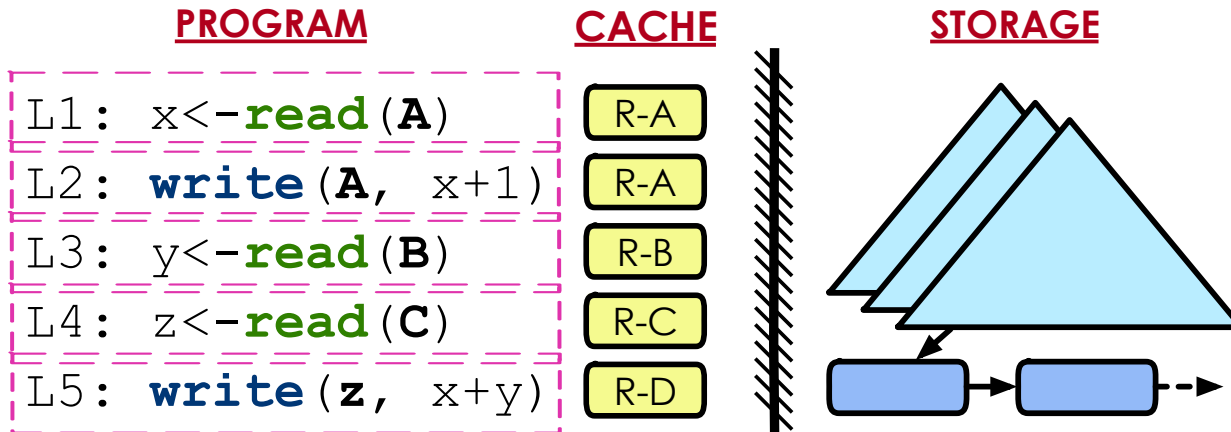 PROGRAM CACHE STORAGE
L1: x<-read(A) R-A
L2: write(A, x+1) R-A
L3: y<-read(B) R-B
L4: z<-read(C) R-C
L5: write(z, x+y) R-D